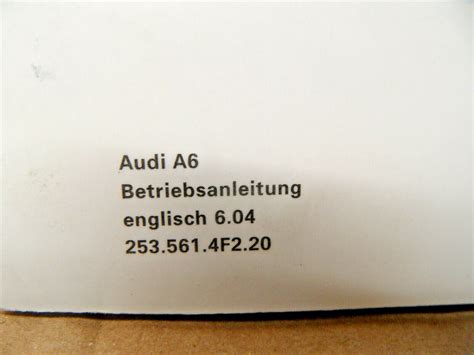 Audi A6
Betriebsanleitung
englisch 6.04
253.561.4F2.20